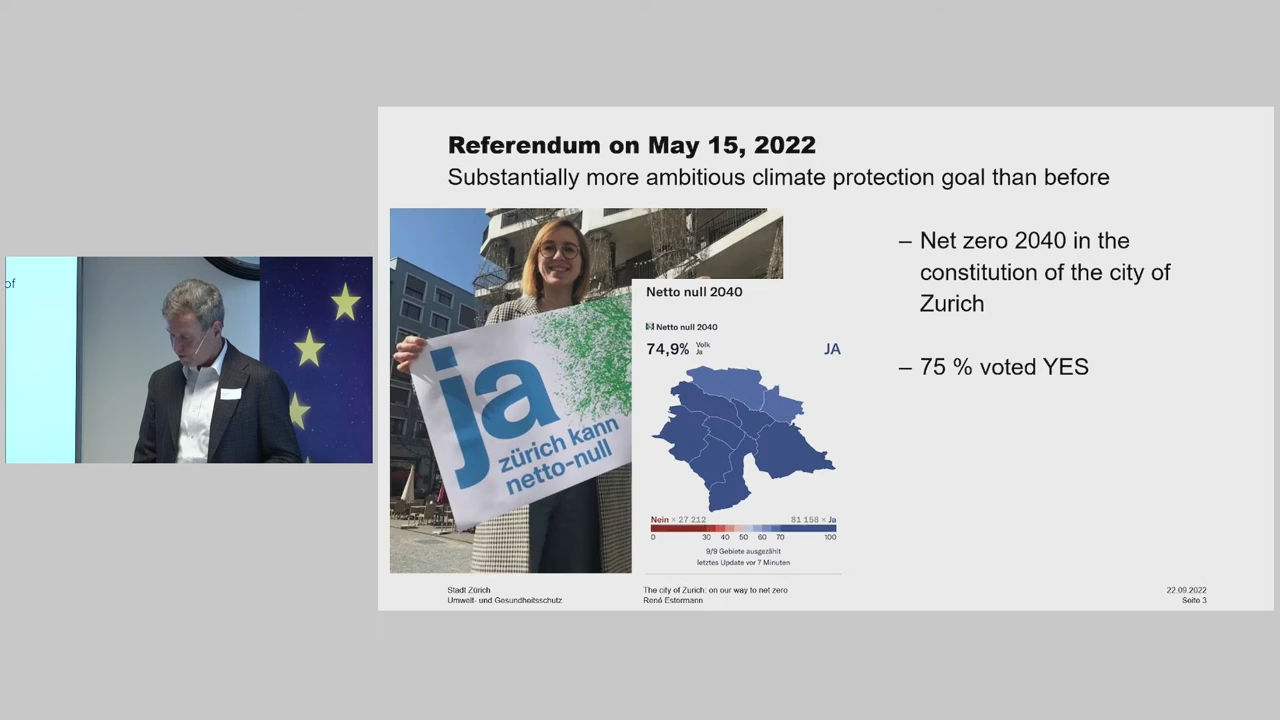 of
Referendum on May 15, 2022
Substantially more ambitious climate protection goal than before
ja
zürich kann
netto-null
Netto null 2040
Netto null 2040
74,9% Volk Ja
JA
Nein × 27 212
81 158 × Ja
0 30 40 50 60 70 100
9/9 Gebiete ausgezählt
letztes Update vor 7 Minuten
– Net zero 2040 in the
constitution of the city of
Zurich
– 75 % voted YES
Stadt Zürich
Umwelt- und Gesundheitsschutz
The city of Zurich: on our way to net zero
René Estermann
22.09.2022
Seite 3